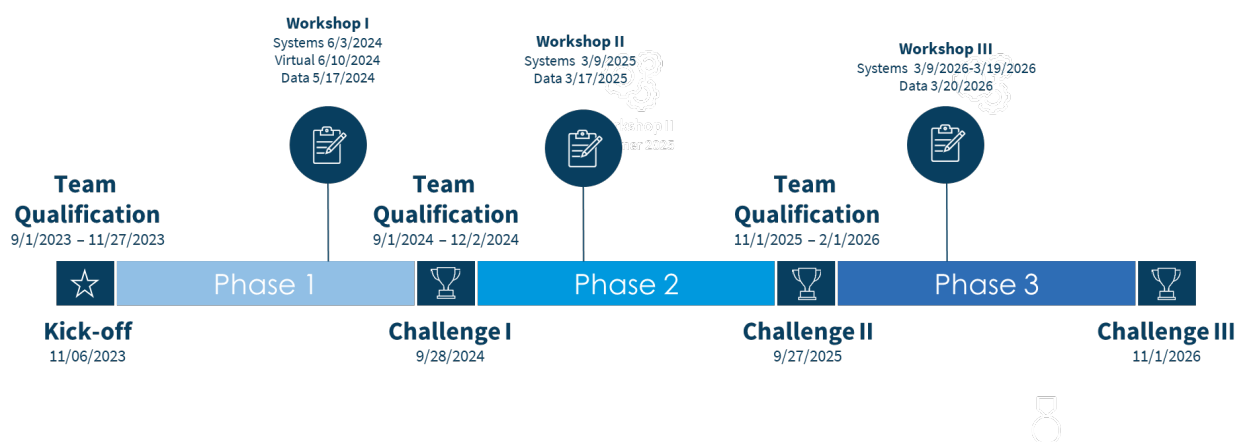 Workshop I
Systems 6/3/2024
Virtual 6/10/2024
Data 5/17/2024
Workshop II
Systems 3/9/2025
Data 3/17/2025
Workshop III
Systems 3/9/2026-3/19/2026
Data 3/20/2026
Team
Qualification
9/1/2023 – 11/27/2023
Team
Qualification
9/1/2024 – 12/2/2024
Team
Qualification
11/1/2025 – 2/1/2026
Phase 1
Phase 2
Phase 3
Kick-off
11/06/2023
Challenge I
9/28/2024
Challenge II
9/27/2025
Challenge III
11/1/2026